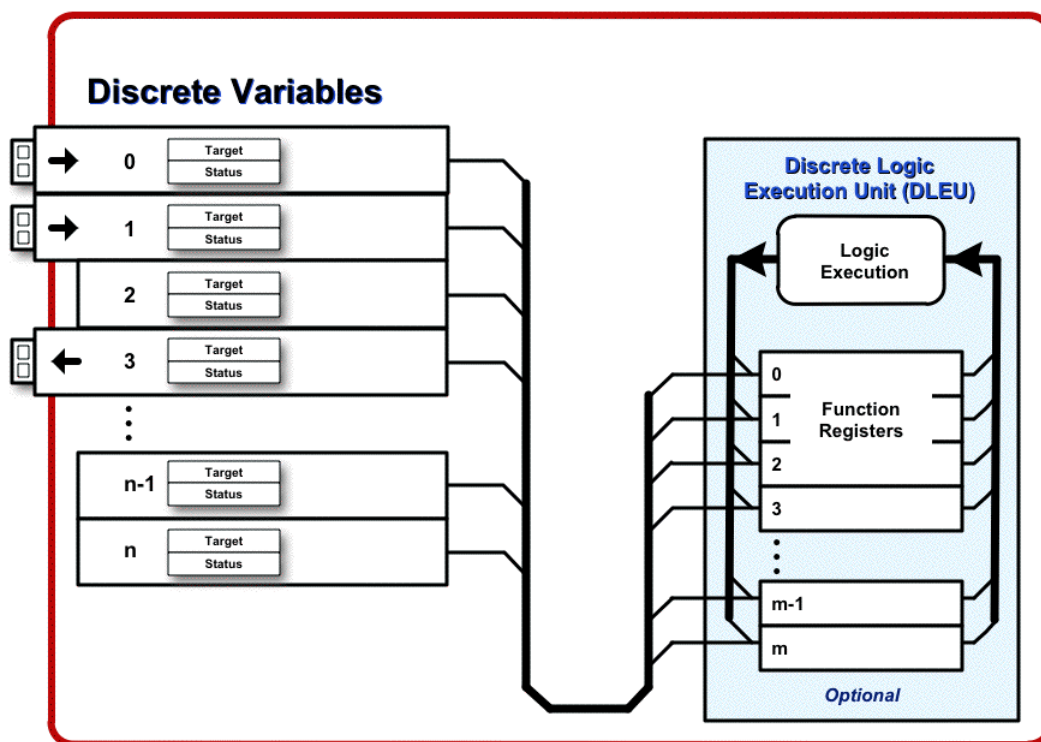 Discrete Variables
0
Target
Status
1
Target
Status
2
Target
Status
3
Target
Status
n-1
Target
Status
n
Target
Status
Discrete Logic
Execution Unit (DLEU)
Logic
Execution
0
1
2
3
Function
Registers
m-1
m
Optional